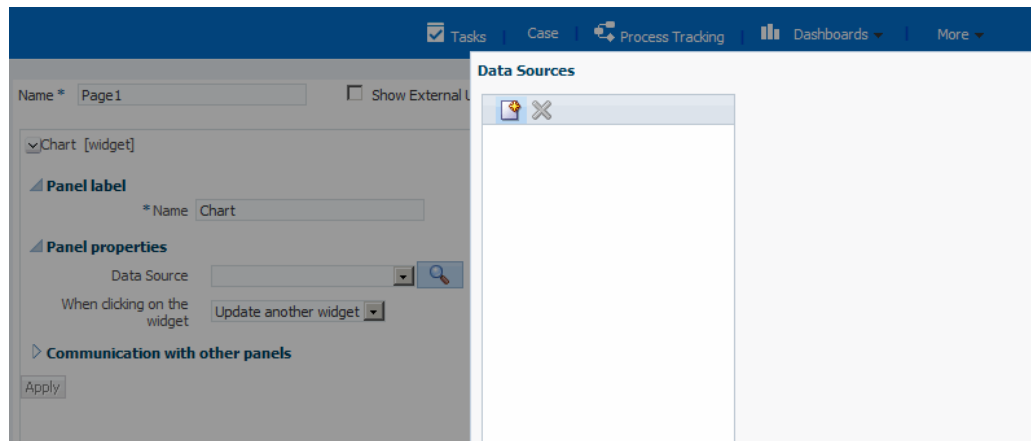 Tasks | Case | Process Tracking | Dashboards | More
Data Sources
Name * Page1 Show External U
Chart [widget]
Panel label
* Name Chart
Panel properties
Data Source
When clicking on the
widget
Update another widget
Communication with other panels
Apply